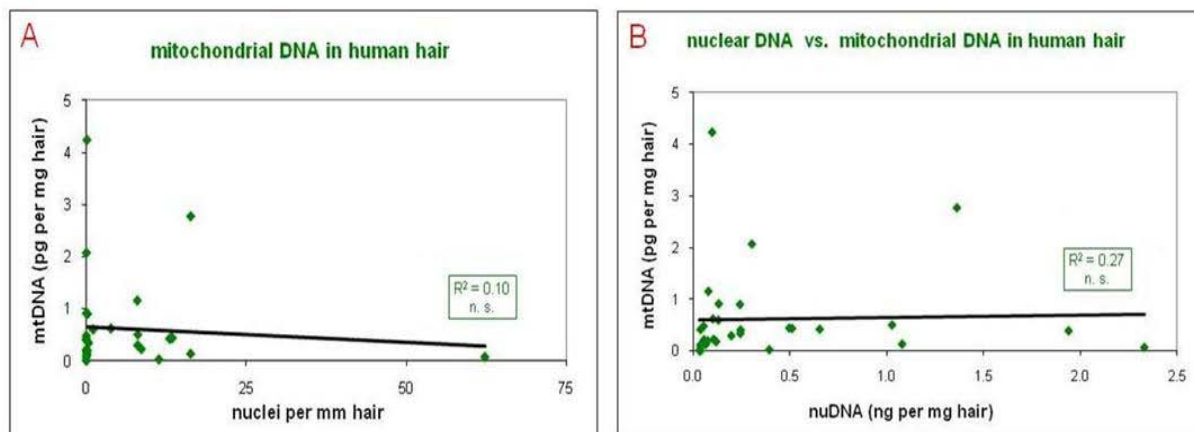 A
mitochondrial DNA in human hair
mtDNA (pg per mg hair)
5
4
3
2
1
0
R² = 0.10
n. s.
0 25 50 75
nuclei per mm hair
B
nuclear DNA vs. mitochondrial DNA in human hair
mtDNA (pg per mg hair)
5
4
3
2
1
0
R² = 0.27
n. s.
0.0 0.5 1.0 1.5 2.0 2.5
nuDNA (ng per mg hair)